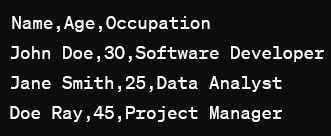 Name,Age,Occupation
John Doe,30,Software Developer
Jane Smith,25,Data Analyst
Doe Ray,45,Project Manager